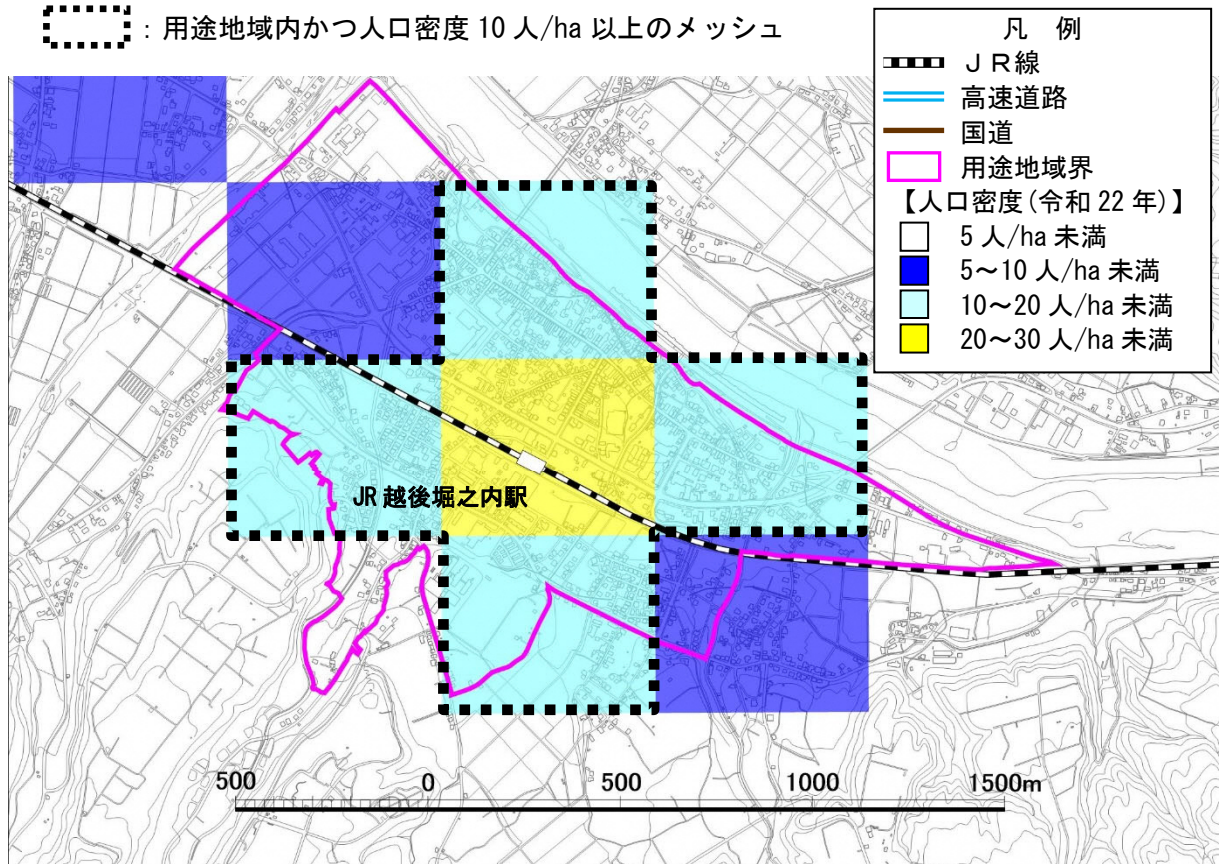 ：用途地域内かつ人口密度 10 人/ha 以上のメッシュ
凡　例
ＪＲ線
高速道路
国道
用途地域界
【人口密度(令和 22 年)】
5 人/ha 未満
5～10 人/ha 未満
10～20 人/ha 未満
20～30 人/ha 未満
JR 越後堀之内駅
500 0 500 1000 1500m